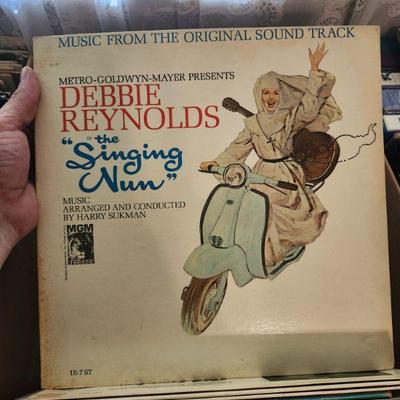 MUSIC FROM THE ORIGINAL SOUND TRACK
METRO-GOLDWYN-MAYER PRESENTS
DEBBIE
REYNOLDS
in
"the
Singing
Nun"
MUSIC
ARRANGED AND CONDUCTED
BY HARRY SUKMAN
MGM
RECORDS
1E-7 ST